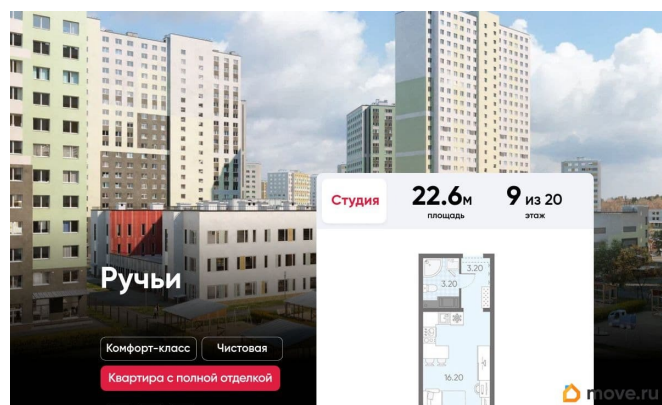 Студия
22.6м
площадь
9 из 20
этаж
3.20
3.20
16.20
Ручьи
Комфорт-класс
Чистовая
Квартира с полной отделкой
move.ru